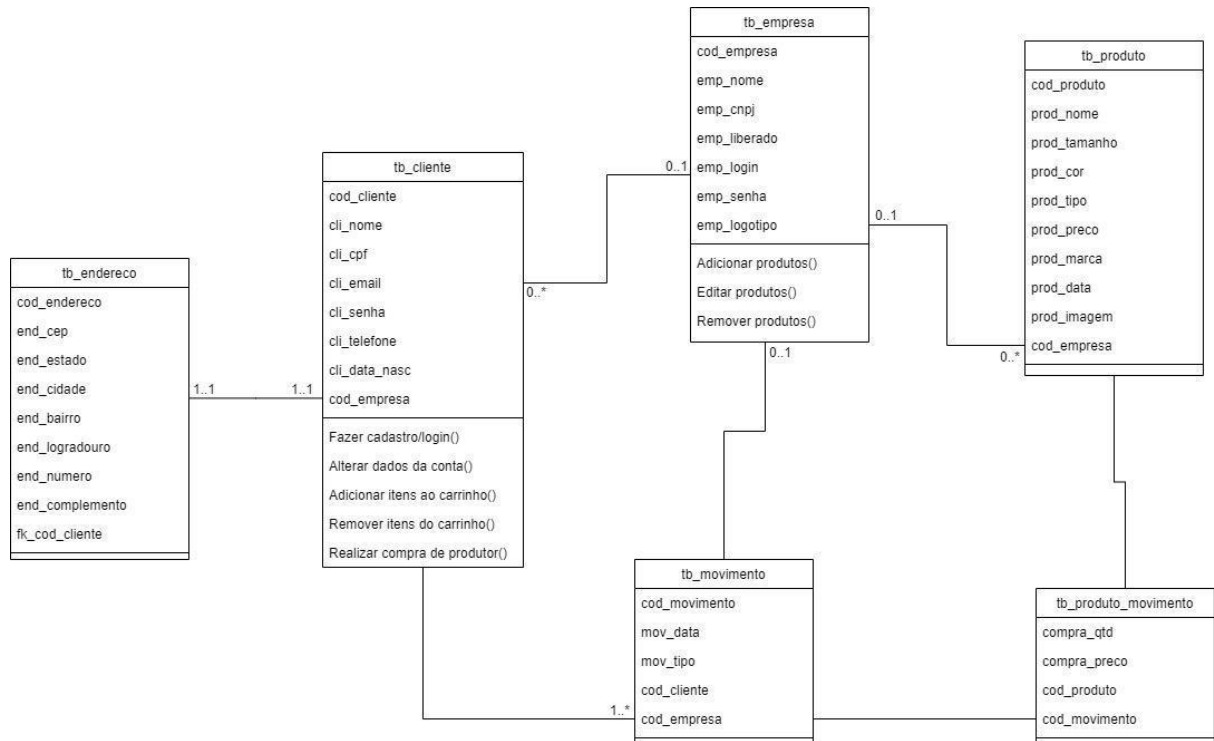 tb_empresa
cod_empresa
emp_nome
emp_cnpj
emp_liberado
emp_login
emp_senha
emp_logotipo
Adicionar produtos()
Editar produtos()
Remover produtos()
tb_produto
cod_produto
prod_nome
prod_tamanho
prod_cor
prod_tipo
prod_preco
prod_marca
prod_data
prod_imagem
cod_empresa
tb_cliente
cod_cliente
cli_nome
cli_cpf
cli_email
cli_senha
cli_telefone
cli_data_nasc
cod_empresa
Fazer cadastro/login()
Alterar dados da conta()
Adicionar itens ao carrinho()
Remover itens do carrinho()
Realizar compra de produtor()
tb_endereco
cod_endereco
end_cep
end_estado
end_cidade
end_bairro
end_logradouro
end_numero
end_complemento
fk_cod_cliente
1..1
1..1
0..*
0..1
0..1
0..*
0..1
1..*
tb_movimento
cod_movimento
mov_data
mov_tipo
cod_cliente
cod_empresa
tb_produto_movimento
compra_qtd
compra_preco
cod_produto
cod_movimento